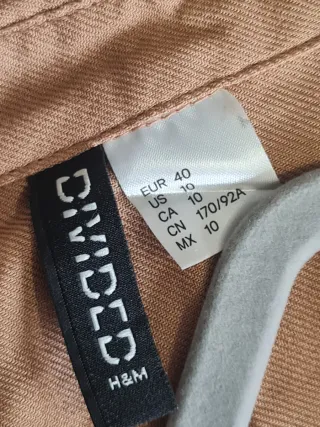 DIVIDED
H&M
EUR 40
US 10
CA 10
CN 170/92A
MX 10